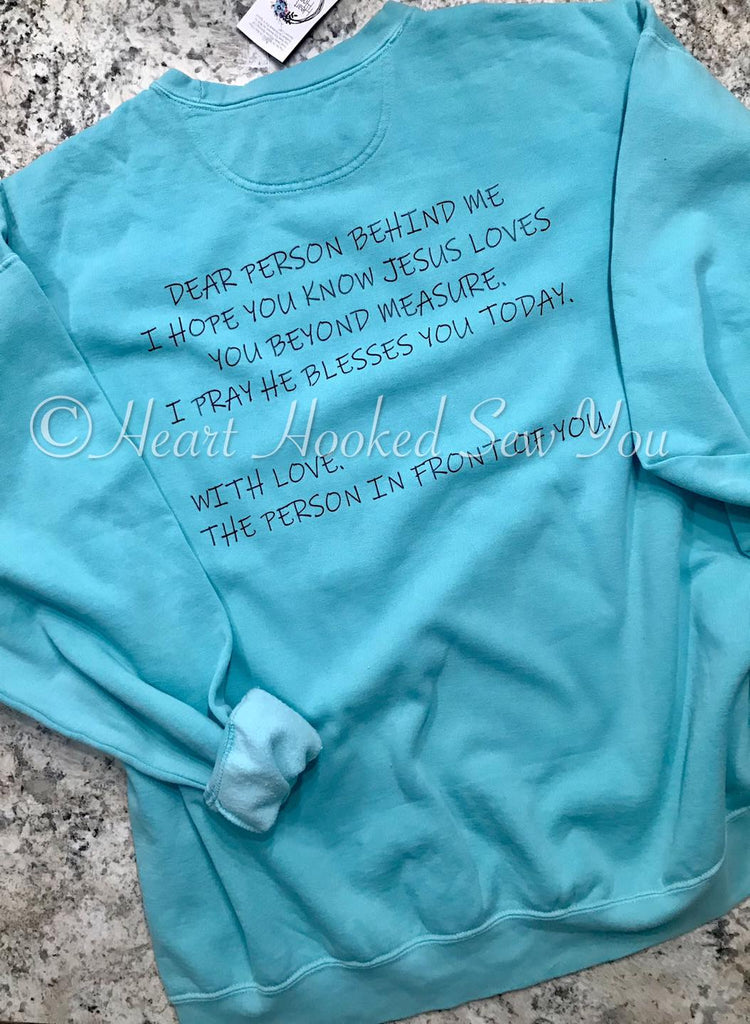 DEAR PERSON BEHIND ME
I HOPE YOU KNOW JESUS LOVES
YOU BEYOND MEASURE.
I PRAY HE BLESSES YOU TODAY.
© Heart Hooked Sew You
WITH LOVE.
THE PERSON IN FRONT OF YOU.